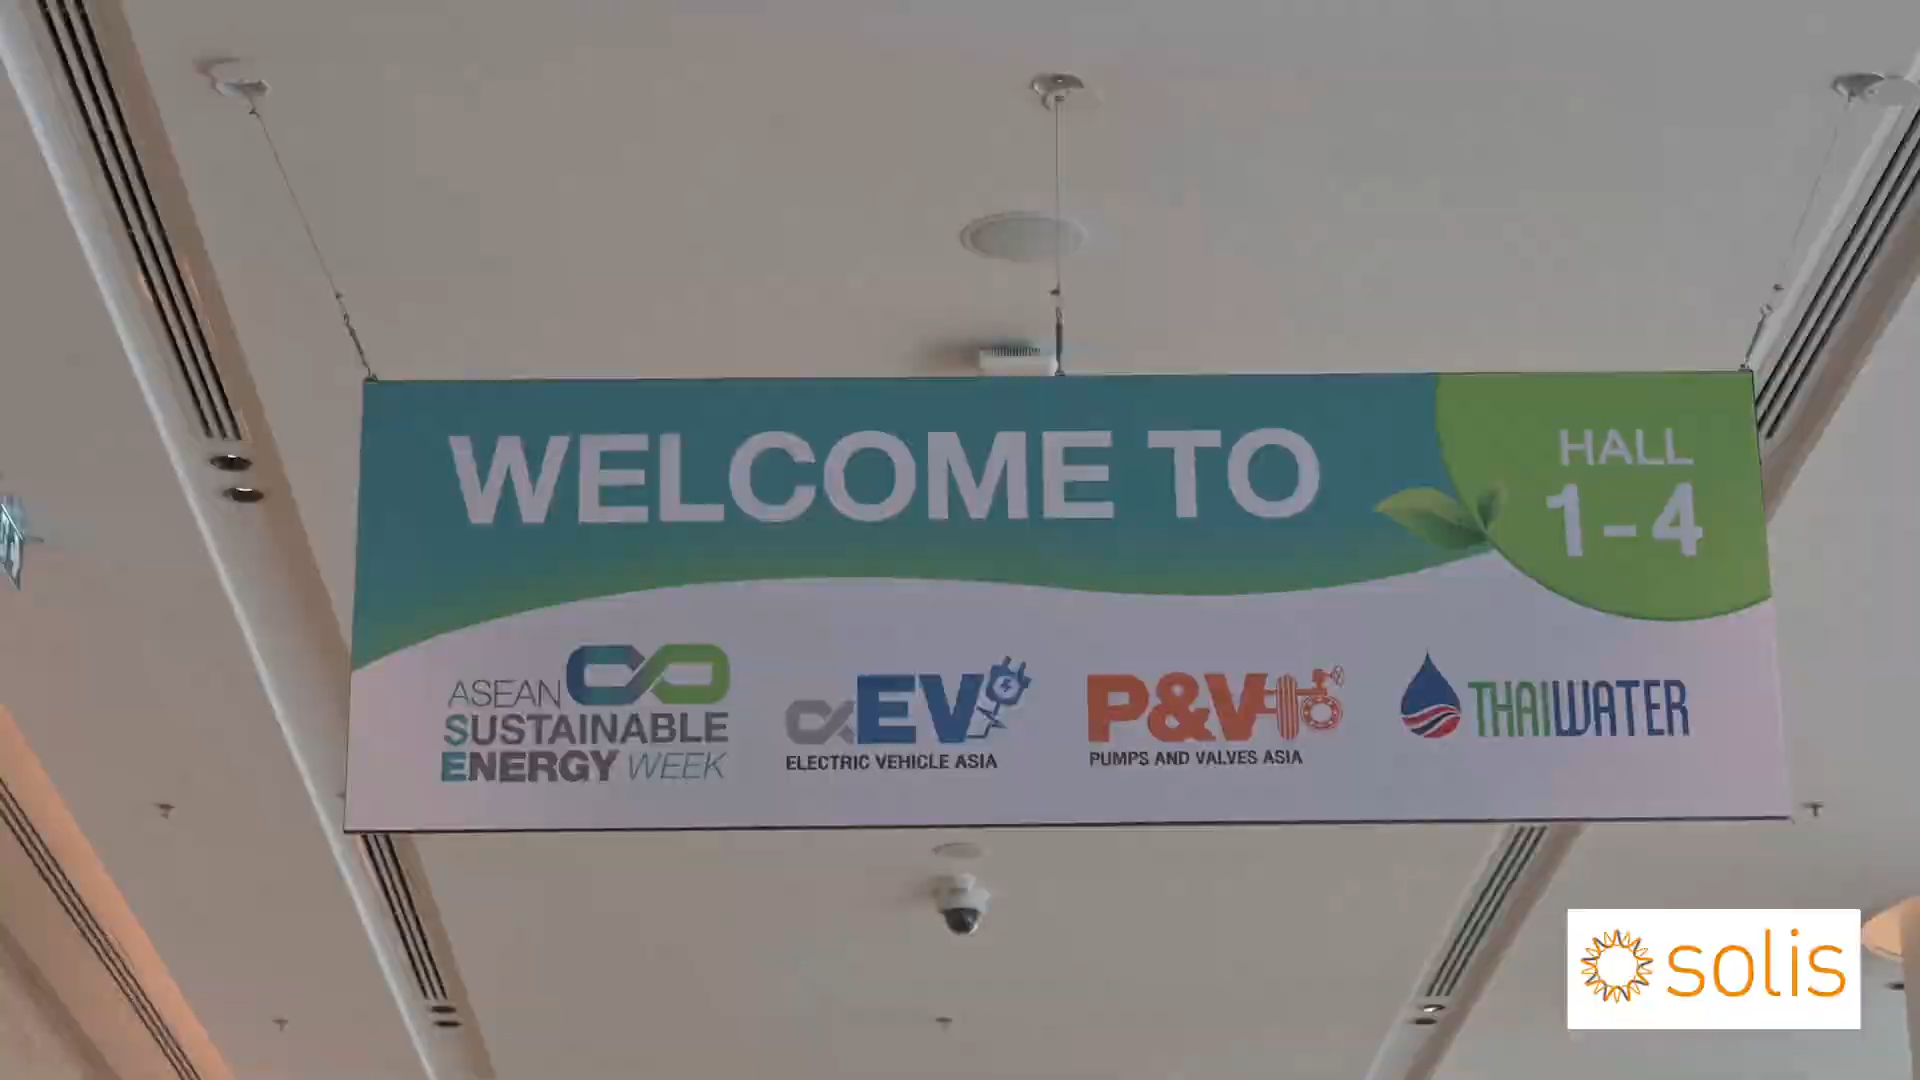 WELCOME TO
HALL
1-4
ASEAN
SUSTAINABLE
ENERGY WEEK
EV
ELECTRIC VEHICLE ASIA
P&V
PUMPS AND VALVES ASIA
THAIWATER
solis